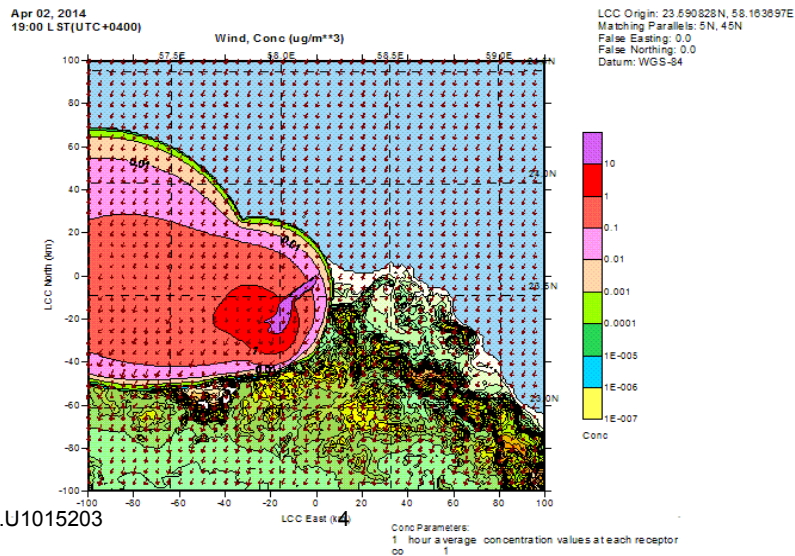 Apr 02, 2014
19:00 LST(UTC+0400)
LCC Origin: 23.590828N, 58.163697E
Matching Parallels: 5N, 45N
False Easting: 0.0
False Northing: 0.0
Datum: WGS-84
Wind, Conc (ug/m**3)
57.5E 58.0E 58.5E 59.0E
100
80
60
40
20
0
-20
-40
-60
-80
-100
LCC North (km)
24.0N
23.5N
23.0N
0.01
0.01
10
1
0.1
0.01
0.001
0.0001
1E-005
1E-006
1E-007
Conc
-100 -80 -60 -40 -20 0 20 40 60 80 100
.U1015203
LCC East (km)
4
Conc Parameters:
1 hour average concentration values at each receptor
co 1